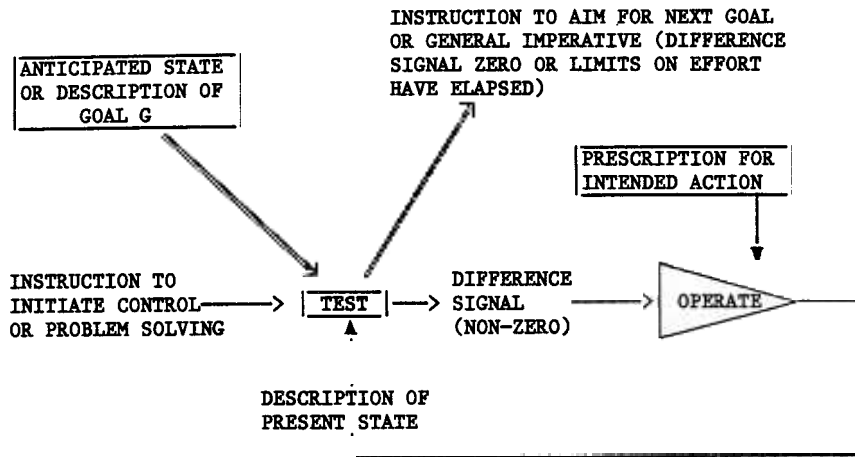 INSTRUCTION TO AIM FOR NEXT GOAL
OR GENERAL IMPERATIVE (DIFFERENCE
SIGNAL ZERO OR LIMITS ON EFFORT
HAVE ELAPSED)
ANTICIPATED STATE
OR DESCRIPTION OF
GOAL G
PRESCRIPTION FOR
INTENDED ACTION
INSTRUCTION TO
INITIATE CONTROL
OR PROBLEM SOLVING
TEST
DIFFERENCE
SIGNAL
(NON-ZERO)
OPERATE
DESCRIPTION OF
PRESENT STATE